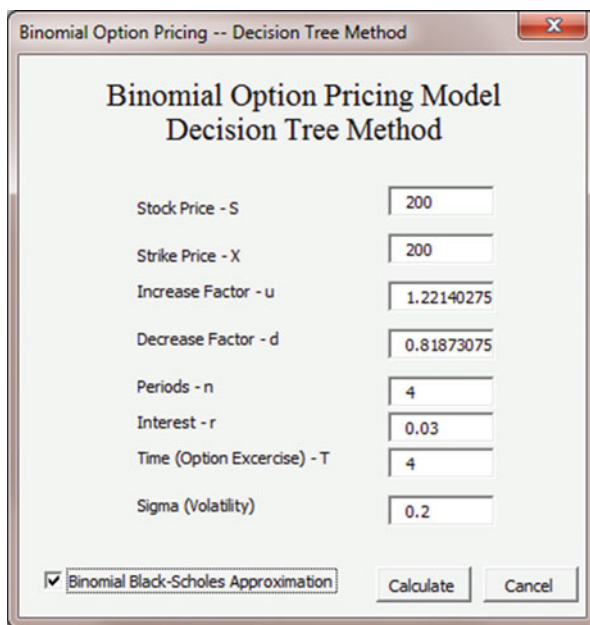 Binomial Option Pricing -- Decision Tree Method
Binomial Option Pricing Model
Decision Tree Method
Stock Price - S 200
Strike Price - X 200
Increase Factor - u 1.22140275
Decrease Factor - d 0.81873075
Periods - n 4
Interest - r 0.03
Time (Option Excercise) - T 4
Sigma (Volatility) 0.2
Binomial Black-Scholes Approximation Calculate Cancel